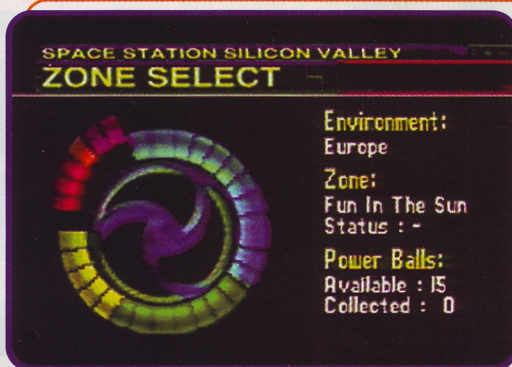 SPACE STATION SILICON VALLEY
ZONE SELECT
Environment:
Europe
Zone:
Fun In The Sun
Status : -
Power Balls:
Available : 15
Collected : 0